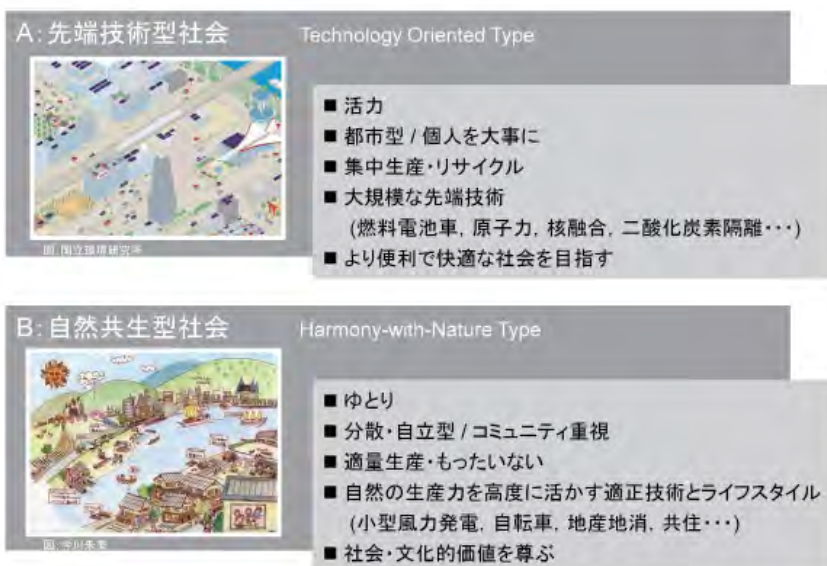 A:先端技術型社会 Technology Oriented Type
■ 活力
■ 都市型 / 個人を大事に
■ 集中生産・リサイクル
■ 大規模な先端技術
(燃料電池車, 原子力, 核融合, 二酸化炭素隔離・・・)
■ より便利で快適な社会を目指す
図:国立環境研究所
B:自然共生型社会 Harmony-with-Nature Type
■ ゆとり
■ 分散・自立型 / コミュニティ重視
■ 適量生産・もったいない
■ 自然の生産力を高度に活かす適正技術とライフスタイル
(小型風力発電, 自転車, 地産地消, 共住・・・)
■ 社会・文化的価値を尊ぶ